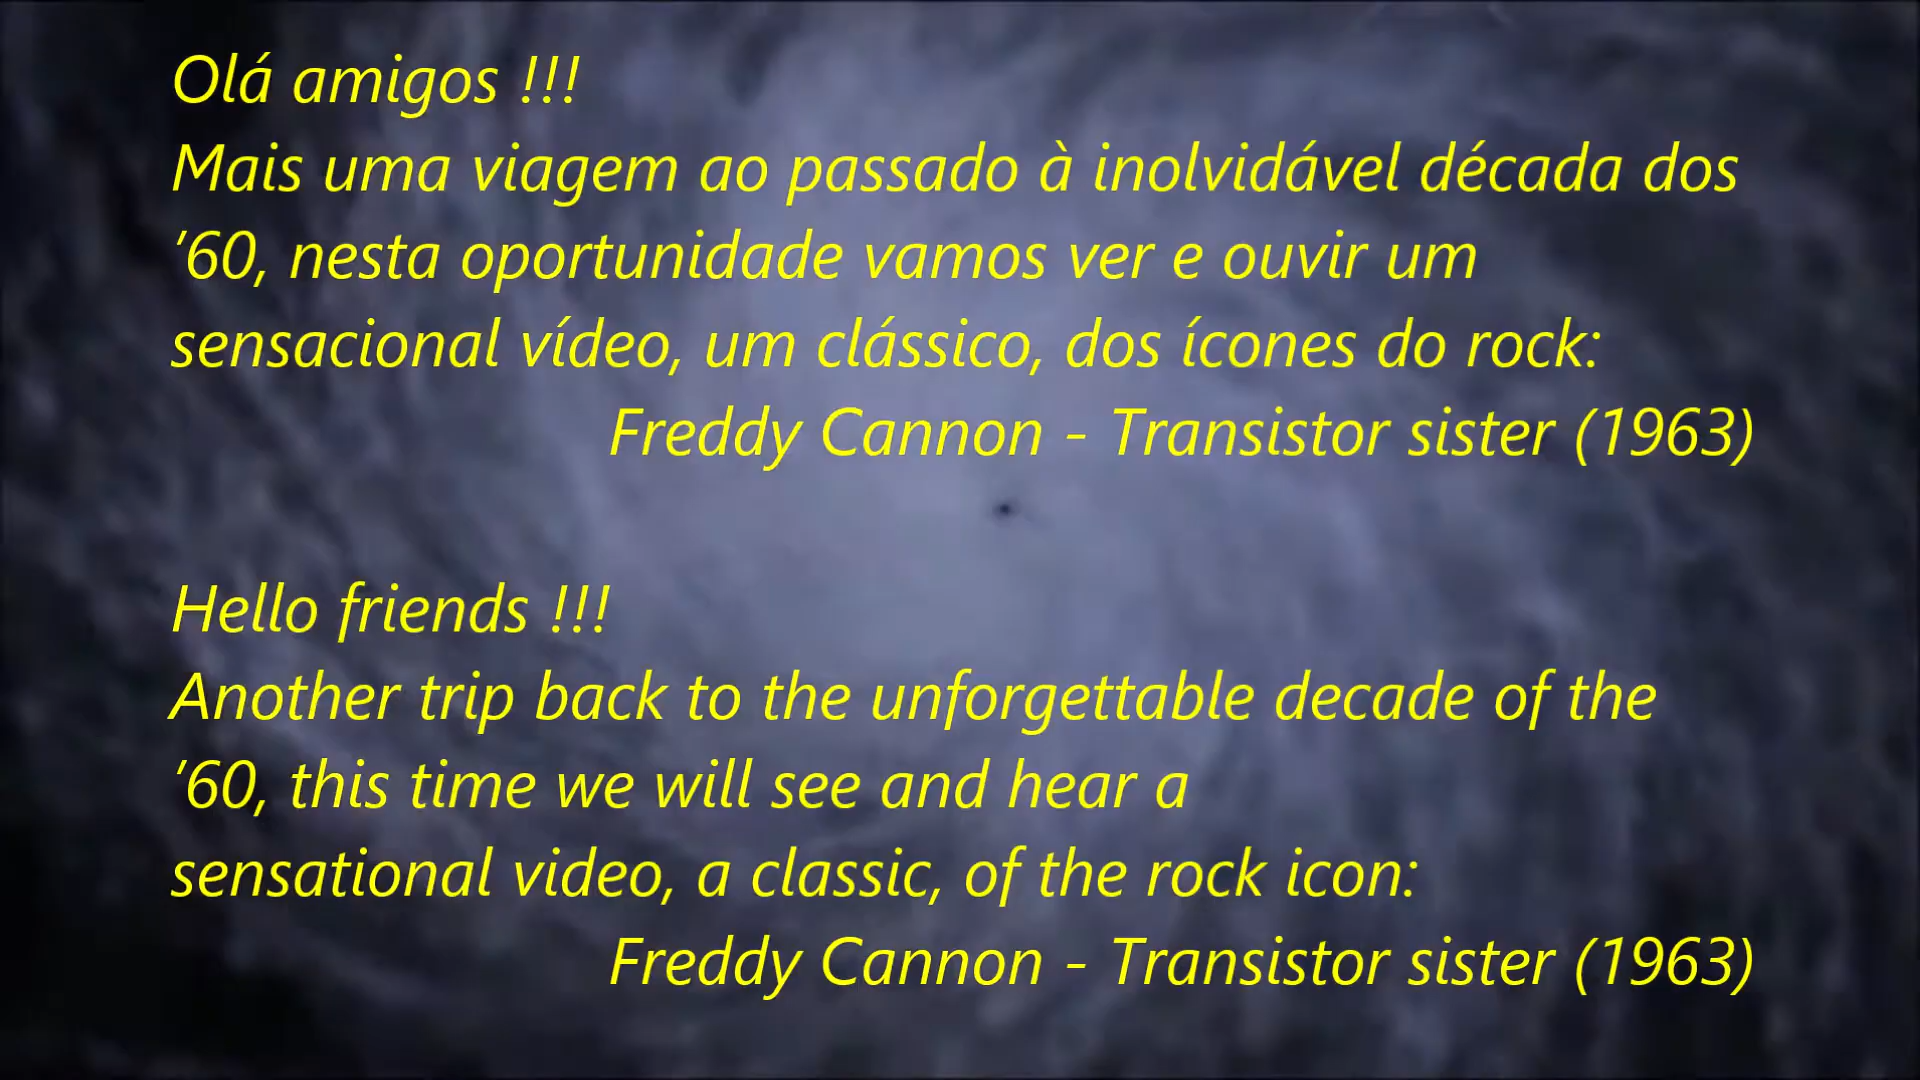 Olá amigos !!!
Mais uma viagem ao passado à inolvidável década dos
’60, nesta oportunidade vamos ver e ouvir um
sensacional vídeo, um clássico, dos ícones do rock:
Freddy Cannon - Transistor sister (1963)
Hello friends !!!
Another trip back to the unforgettable decade of the
’60, this time we will see and hear a
sensational video, a classic, of the rock icon:
Freddy Cannon - Transistor sister (1963)